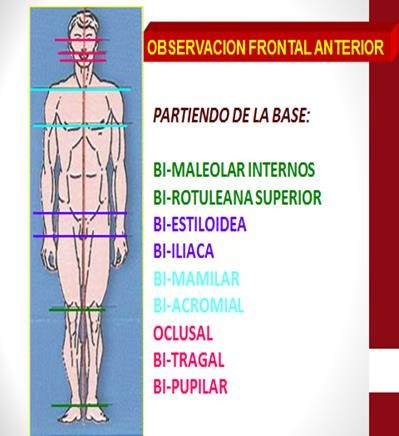 OBSERVACION FRONTAL ANTERIOR
PARTIENDO DE LA BASE:
BI-MALEOLAR INTERNOS
BI-ROTULEANA SUPERIOR
BI-ESTILOIDEA
BI-ILIACA
BI-MAMILAR
BI-ACROMIAL
OCLUSAL
BI-TRAGAL
BI-PUPILAR